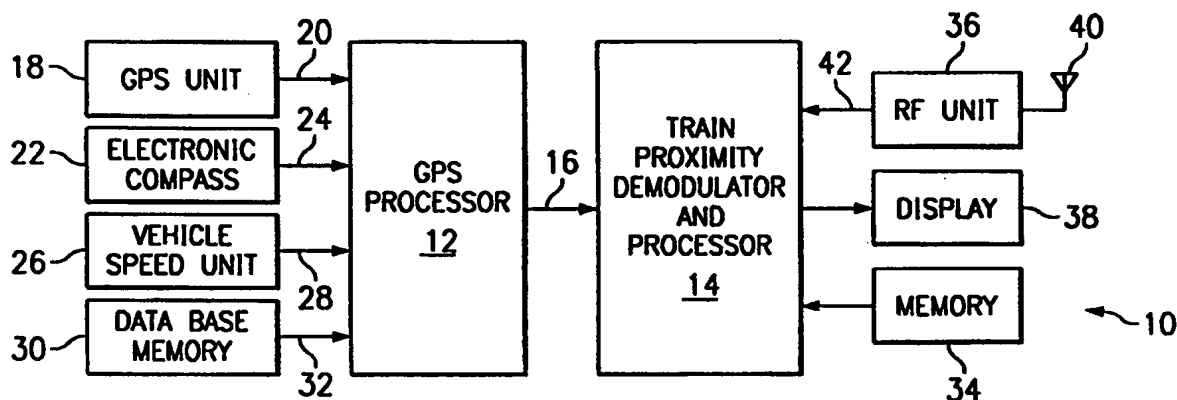 18
GPS UNIT
20
22
ELECTRONIC
COMPASS
24
26
VEHICLE
SPEED UNIT
28
30
DATA BASE
MEMORY
32
GPS
PROCESSOR
12
16
TRAIN
PROXIMITY
DEMODULATOR
AND
PROCESSOR
14
36
40
42
RF UNIT
DISPLAY
38
MEMORY
34
10